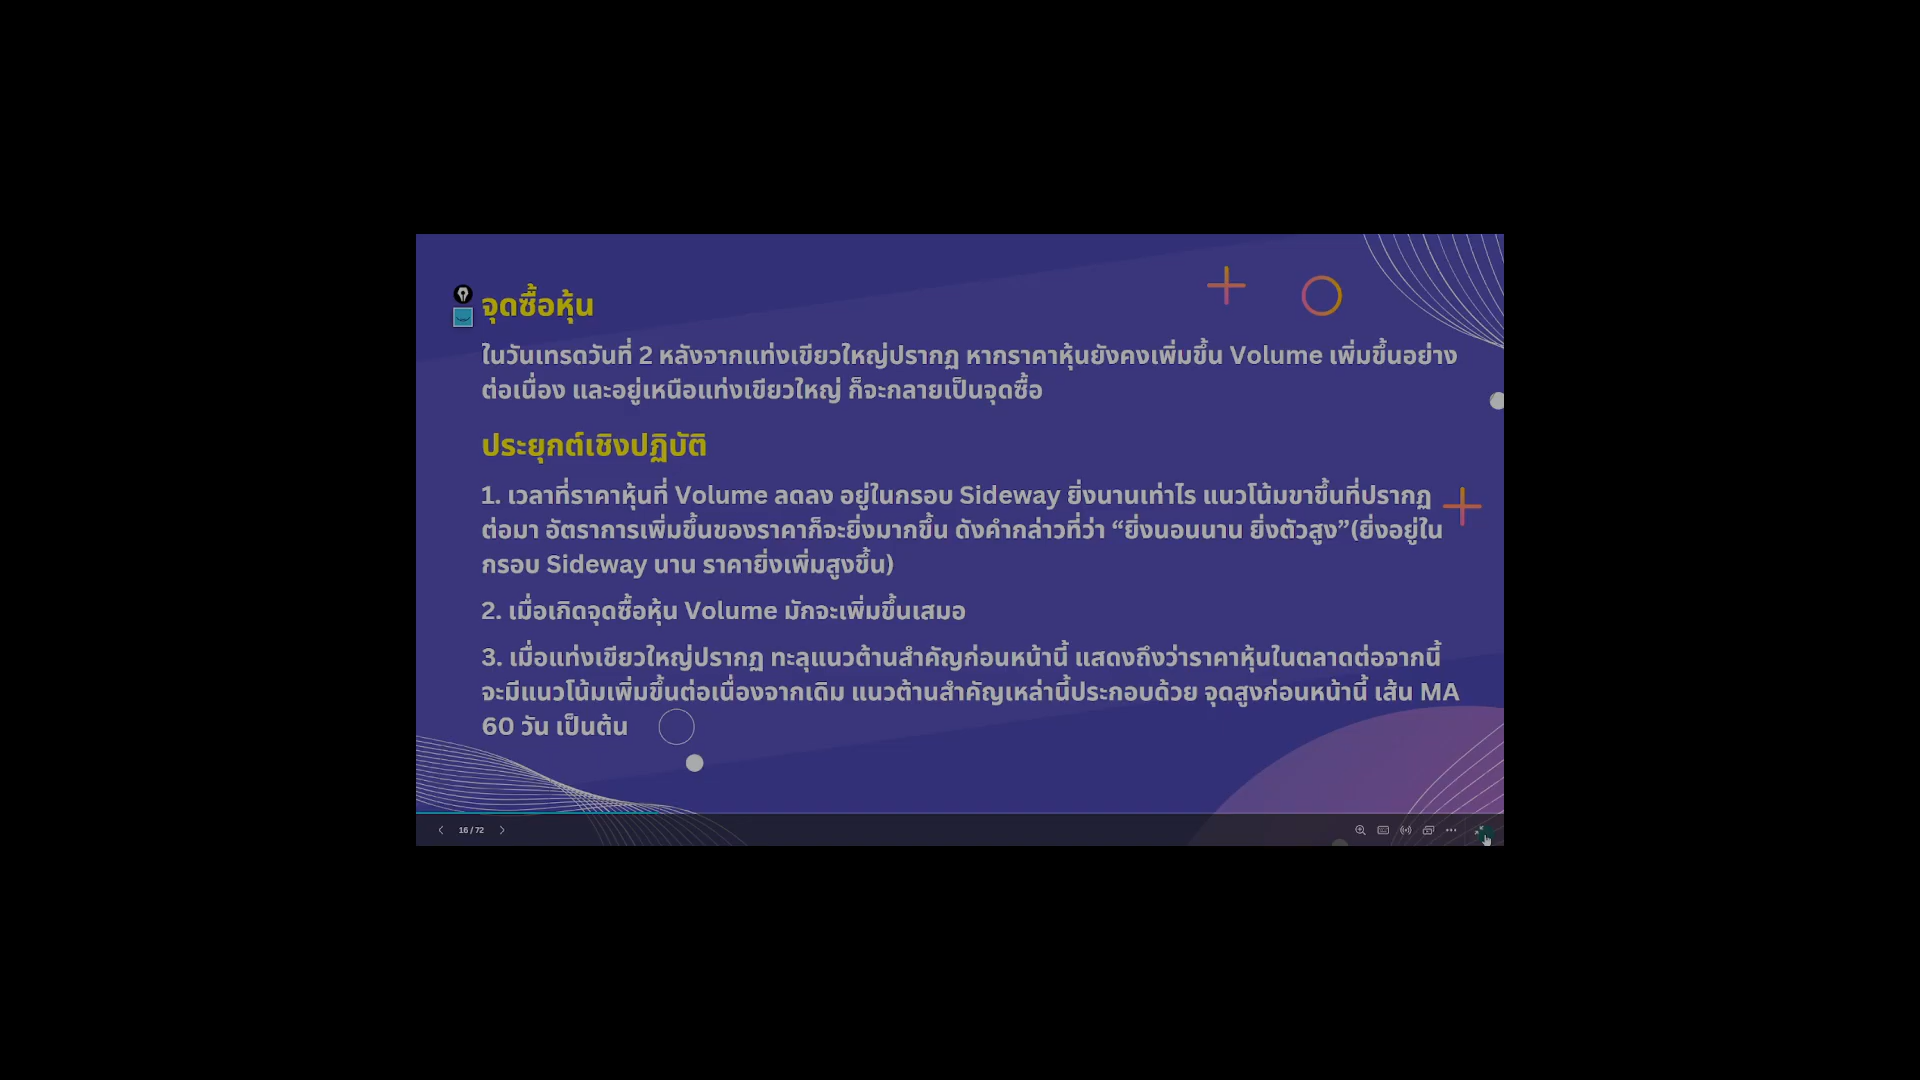 จุดซื้อหุ้น
ในวันเทรดวันที่ 2 หลังจากแท่งเขียวใหญ่ปรากฏ หากราคาหุ้นยังคงเพิ่มขึ้น Volume เพิ่มขึ้นอย่าง
ต่อเนื่อง และอยู่เหนือแท่งเขียวใหญ่ ก็จะกลายเป็นจุดซื้อ
ประยุกต์เชิงปฏิบัติ
1. เวลาที่ราคาหุ้นที่ Volume ลดลง อยู่ในกรอบ Sideway ยิ่งนานเท่าไร แนวโน้มขาขึ้นที่ปรากฏ
ต่อมา อัตราการเพิ่มขึ้นของราคาก็จะยิ่งมากขึ้น ดังคำกล่าวที่ว่า “ยิ่งนอนนาน ยิ่งตัวสูง”(ยิ่งอยู่ใน
กรอบ Sideway นาน ราคายิ่งเพิ่มสูงขึ้น)
2. เมื่อเกิดจุดซื้อหุ้น Volume มักจะเพิ่มขึ้นเสมอ
3. เมื่อแท่งเขียวใหญ่ปรากฏ ทะลุแนวต้านสำคัญก่อนหน้านี้ แสดงถึงว่าราคาหุ้นในตลาดต่อจากนี้
จะมีแนวโน้มเพิ่มขึ้นต่อเนื่องจากเดิม แนวต้านสำคัญเหล่านี้ประกอบด้วย จุดสูงก่อนหน้านี้ เส้น MA
60 วัน เป็นต้น
16 / 72